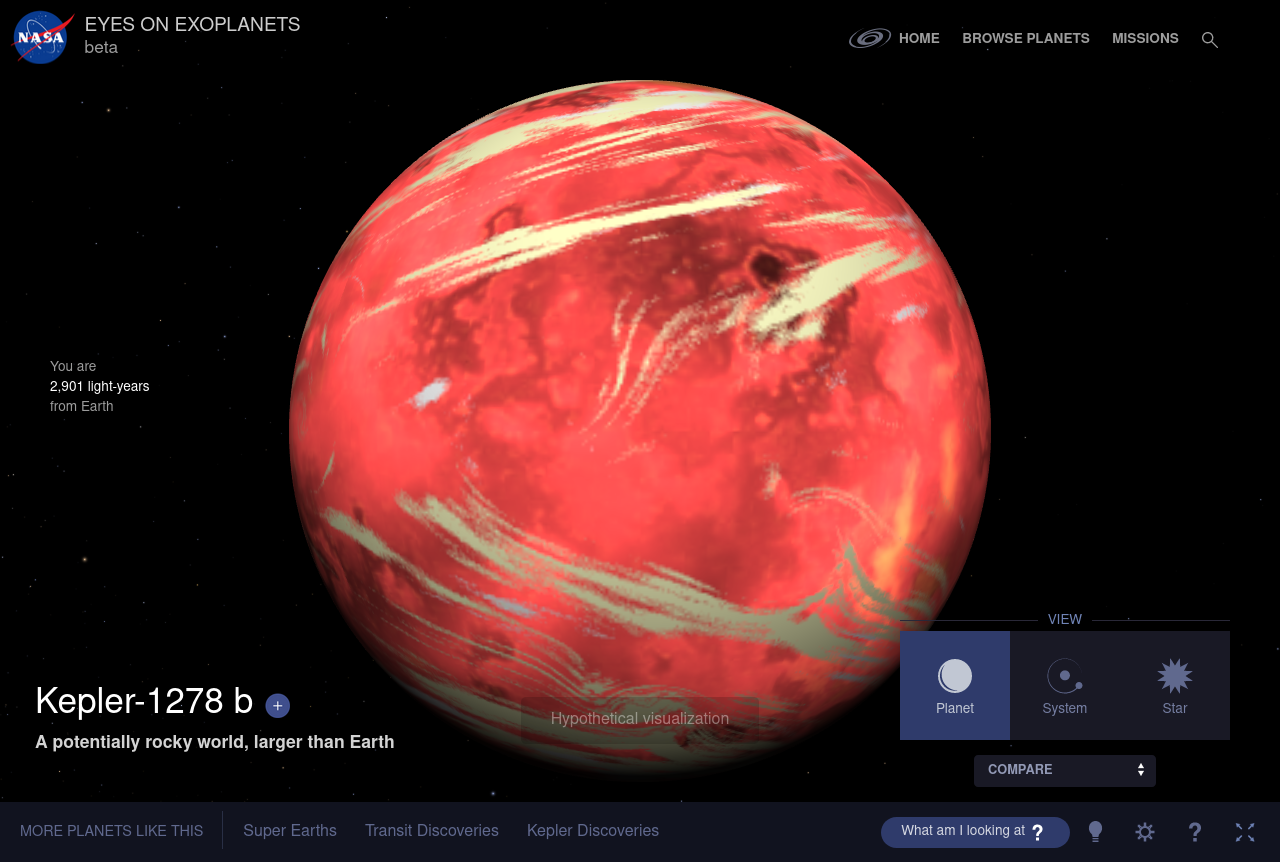 NASA
EYES ON EXOPLANETS
beta
HOME
BROWSE PLANETS
MISSIONS
You are
2,901 light-years
from Earth
Kepler-1278 b +
A potentially rocky world, larger than Earth
Hypothetical visualization
VIEW
Planet
System
Star
COMPARE
MORE PLANETS LIKE THIS
Super Earths
Transit Discoveries
Kepler Discoveries
What am I looking at ?
?